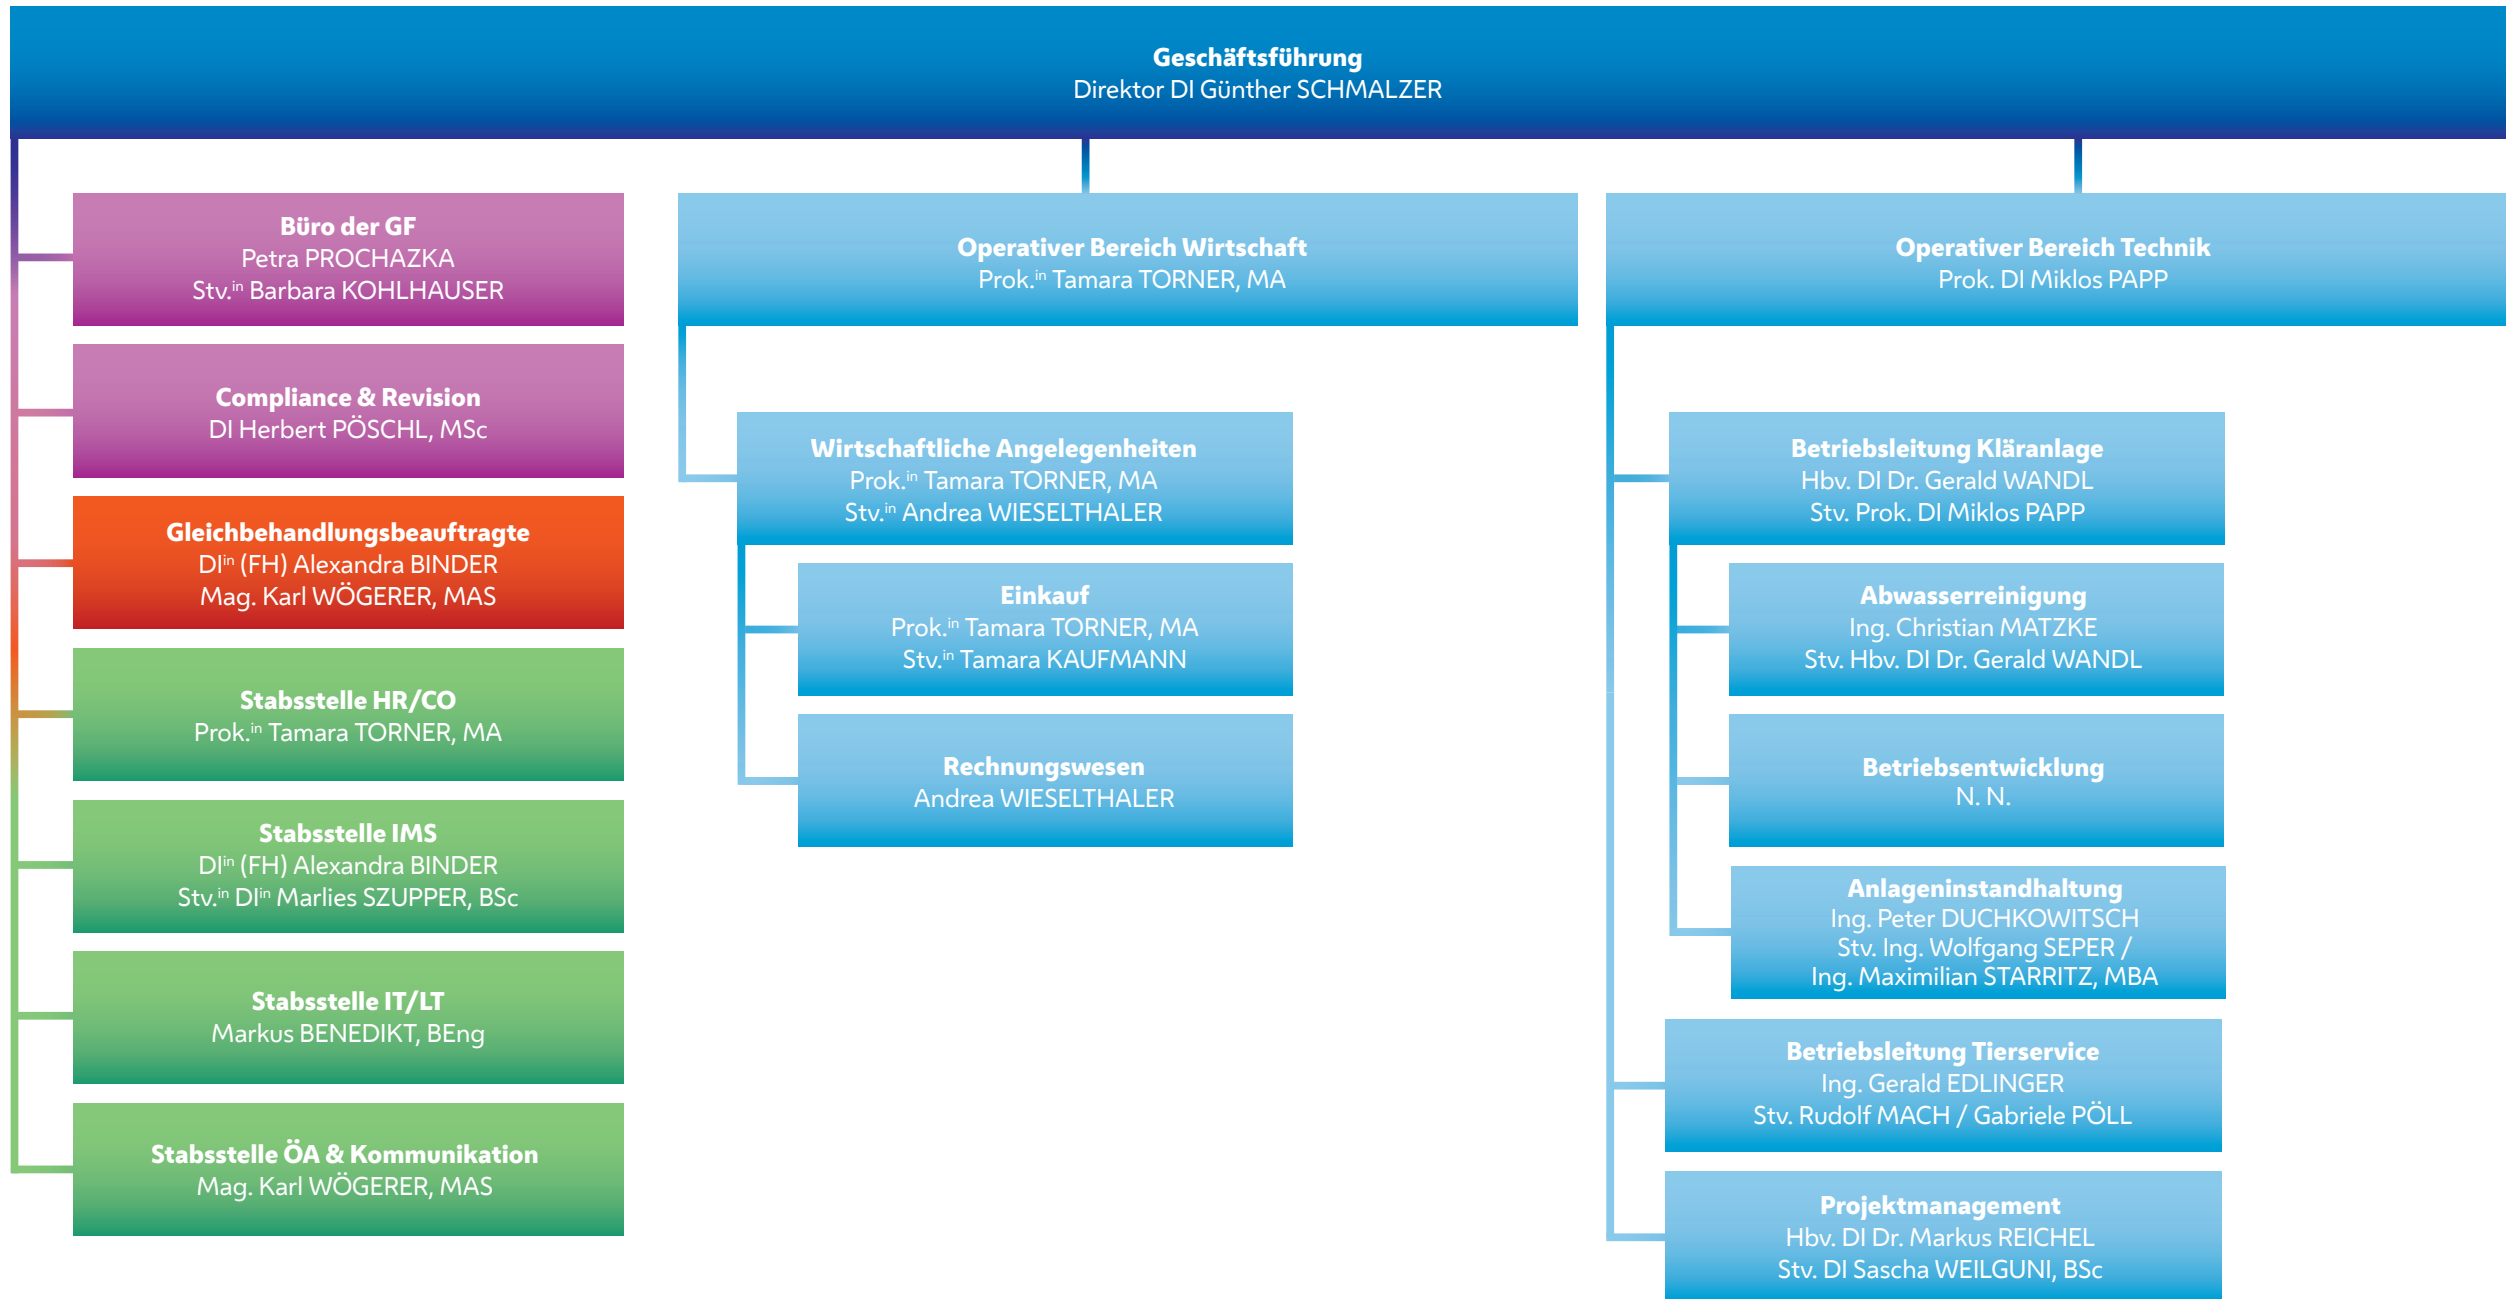 Geschäftsführung
Direktor DI Günther SCHMALZER
Büro der GF
Petra PROCHAZKA
Stv.in Barbara KOHLHAUSER
Compliance & Revision
DI Herbert PÖSCHL, MSc
Gleichbehandlungsbeauftragte
DIin (FH) Alexandra BINDER
Mag. Karl WÖGERER, MAS
Stabsstelle HR/CO
Prok.in Tamara TORNER, MA
Stabsstelle IMS
DIin (FH) Alexandra BINDER
Stv.in DIin Marlies SZUPPER, BSc
Stabsstelle IT/LT
Markus BENEDIKT, BEng
Stabsstelle ÖA & Kommunikation
Mag. Karl WÖGERER, MAS
Operativer Bereich Wirtschaft
Prok.in Tamara TORNER, MA
Wirtschaftliche Angelegenheiten
Prok.in Tamara TORNER, MA
Stv.in Andrea WIESELTHALER
Einkauf
Prok.in Tamara TORNER, MA
Stv.in Tamara KAUFMANN
Rechnungswesen
Andrea WIESELTHALER
Operativer Bereich Technik
Prok. DI Miklos PAPP
Betriebsleitung Kläranlage
Hbv. DI Dr. Gerald WANDL
Stv. Prok. DI Miklos PAPP
Abwasserreinigung
Ing. Christian MATZKE
Stv. Hbv. DI Dr. Gerald WANDL
Betriebsentwicklung
N. N.
Anlageninstandhaltung
Ing. Peter DUCHKOWITSCH
Stv. Ing. Wolfgang SEPER /
Ing. Maximilian STARRITZ, MBA
Betriebsleitung Tierservice
Ing. Gerald EDLINGER
Stv. Rudolf MACH / Gabriele PÖLL
Projektmanagement
Hbv. DI Dr. Markus REICHEL
Stv. DI Sascha WEILGUNI, BSc